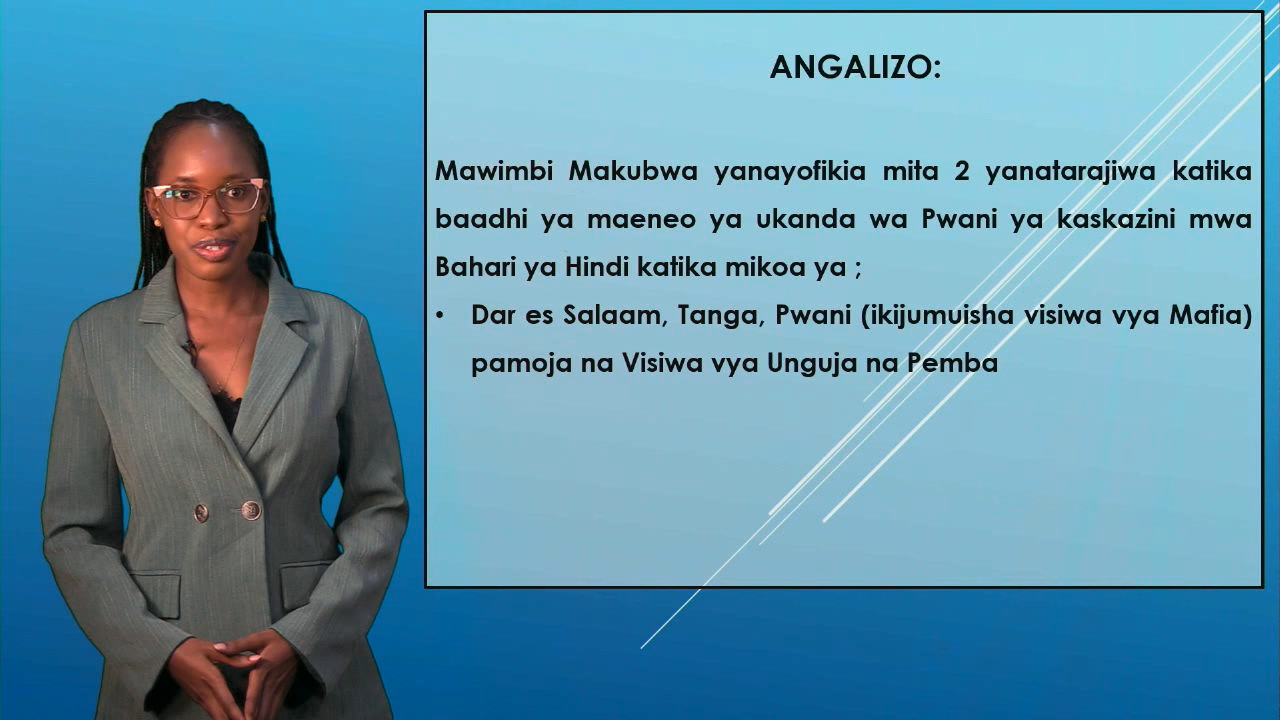 ANGALIZO:
Mawimbi Makubwa yanayofikia mita 2 yanatarajiwa katika
baadhi ya maeneo ya ukanda wa Pwani ya kaskazini mwa
Bahari ya Hindi katika mikoa ya ;
• Dar es Salaam, Tanga, Pwani (ikijumuisha visiwa vya Mafia)
pamoja na Visiwa vya Unguja na Pemba